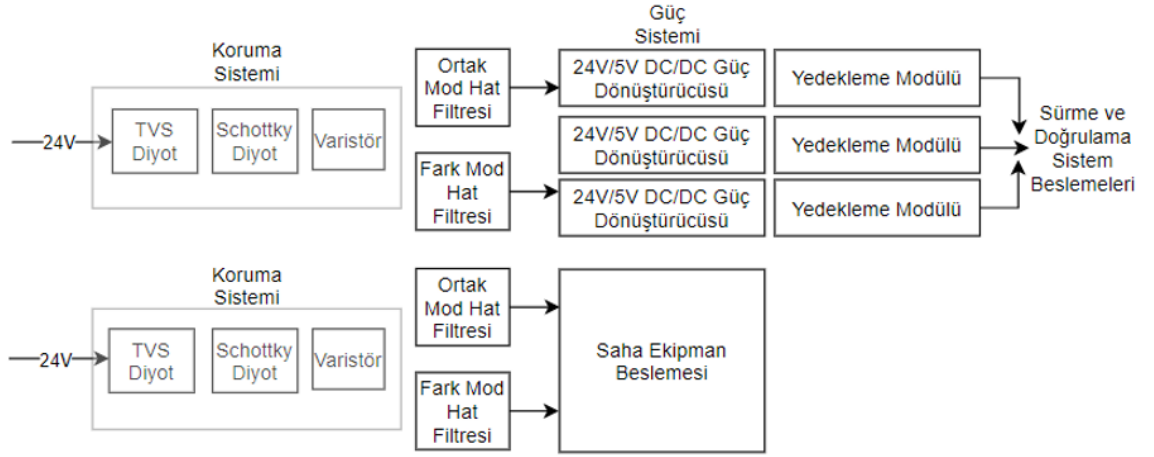 Koruma
Sistemi
24V
TVS
Diyot
Schottky
Diyot
Varistör
Ortak
Mod Hat
Filtresi
Fark Mod
Hat
Filtresi
Güç
Sistemi
24V/5V DC/DC Güç
Dönüştürücüsü
Yedekleme Modülü
24V/5V DC/DC Güç
Dönüştürücüsü
Yedekleme Modülü
24V/5V DC/DC Güç
Dönüştürücüsü
Yedekleme Modülü
Sürme ve
Doğrulama
Sistem
Beslemeleri
Koruma
Sistemi
24V
TVS
Diyot
Schottky
Diyot
Varistör
Ortak
Mod Hat
Filtresi
Fark Mod
Hat
Filtresi
Saha Ekipman
Beslemesi